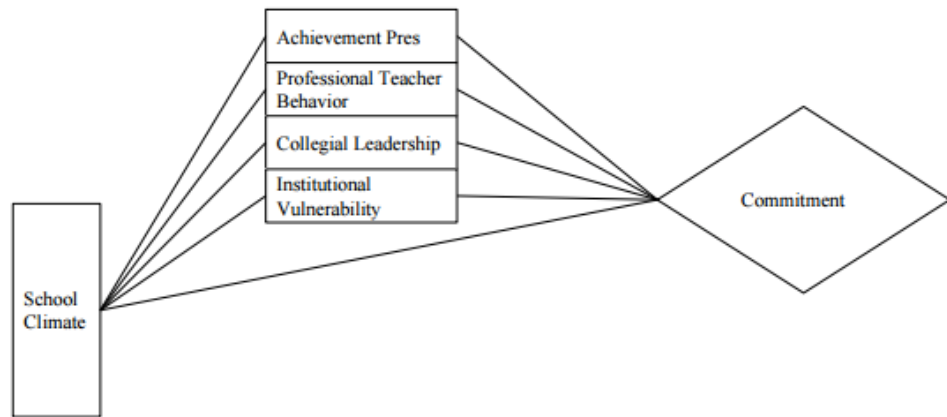 Achievement Pres
Professional Teacher
Behavior
Collegial Leadership
Institutional
Vulnerability
Commitment
School
Climate